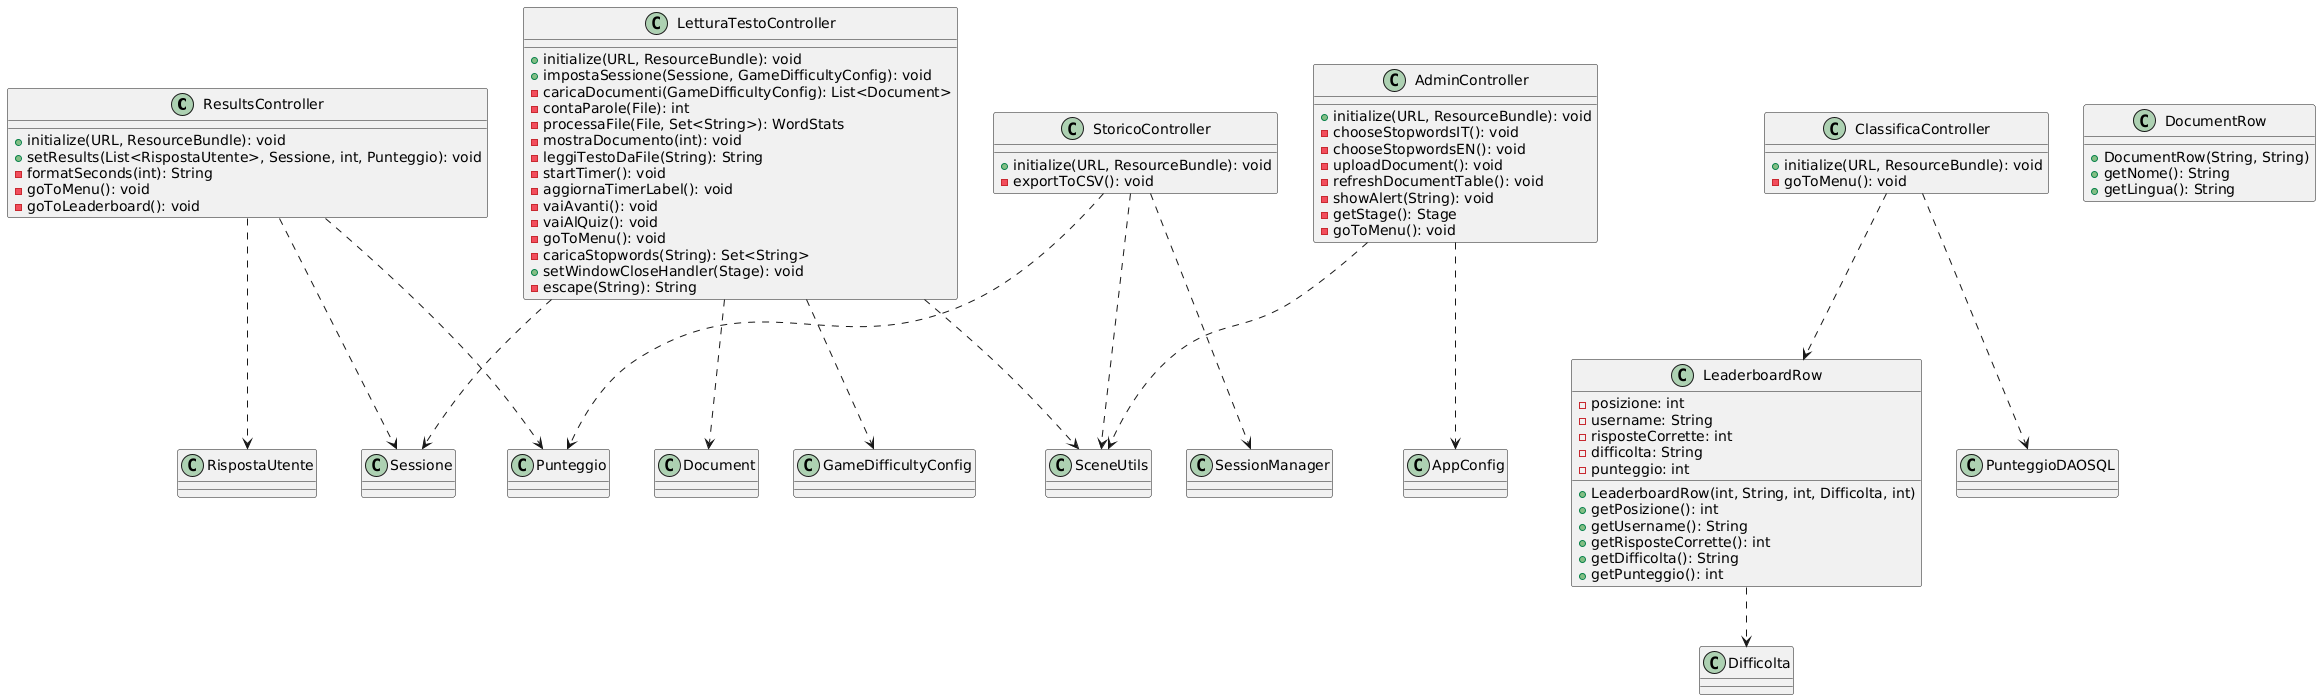 ResultsController
initialize(URL, ResourceBundle): void
setResults(List<RispostaUtente>, Sessione, int, Punteggio): void
formatSeconds(int): String
goToMenu(): void
goToLeaderboard(): void
LetturaTestoController
initialize(URL, ResourceBundle): void
impostaSessione(Sessione, GameDifficultyConfig): void
caricaDocumenti(GameDifficultyConfig): List<Document>
contaParole(File): int
processaFile(File, Set<String>): WordStats
mostraDocumento(int): void
leggiTestoDaFile(String): String
startTimer(): void
aggiornaTimerLabel(): void
vaiAvanti(): void
vaiAlQuiz(): void
goToMenu(): void
caricaStopwords(String): Set<String>
setWindowCloseHandler(Stage): void
escape(String): String
StoricoController
initialize(URL, ResourceBundle): void
exportToCSV(): void
AdminController
initialize(URL, ResourceBundle): void
chooseStopwordsIT(): void
chooseStopwordsEN(): void
uploadDocument(): void
refreshDocumentTable(): void
showAlert(String): void
getStage(): Stage
goToMenu(): void
ClassificaController
initialize(URL, ResourceBundle): void
goToMenu(): void
DocumentRow
DocumentRow(String, String)
getNome(): String
getLingua(): String
RispostaUtente
Sessione
Punteggio
Document
GameDifficultyConfig
SceneUtils
SessionManager
AppConfig
LeaderboardRow
posizione: int
username: String
risposteCorrette: int
difficolta: String
punteggio: int
LeaderboardRow(int, String, int, Difficolta, int)
getPosizione(): int
getUsername(): String
getRisposteCorrette(): int
getDifficolta(): String
getPunteggio(): int
PunteggioDAOSQL
Difficolta